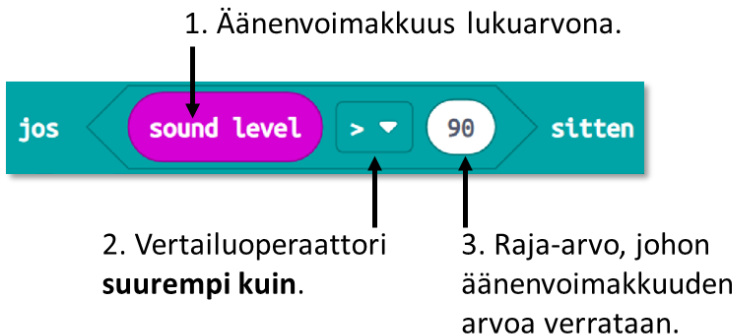 1. Äänenvoimakkuus lukuarvona.
jos sound level > 90 sitten
2. Vertailuoperaattori
suurempi kuin.
3. Raja-arvo, johon
äänenvoimakkuuden
arvoa verrataan.